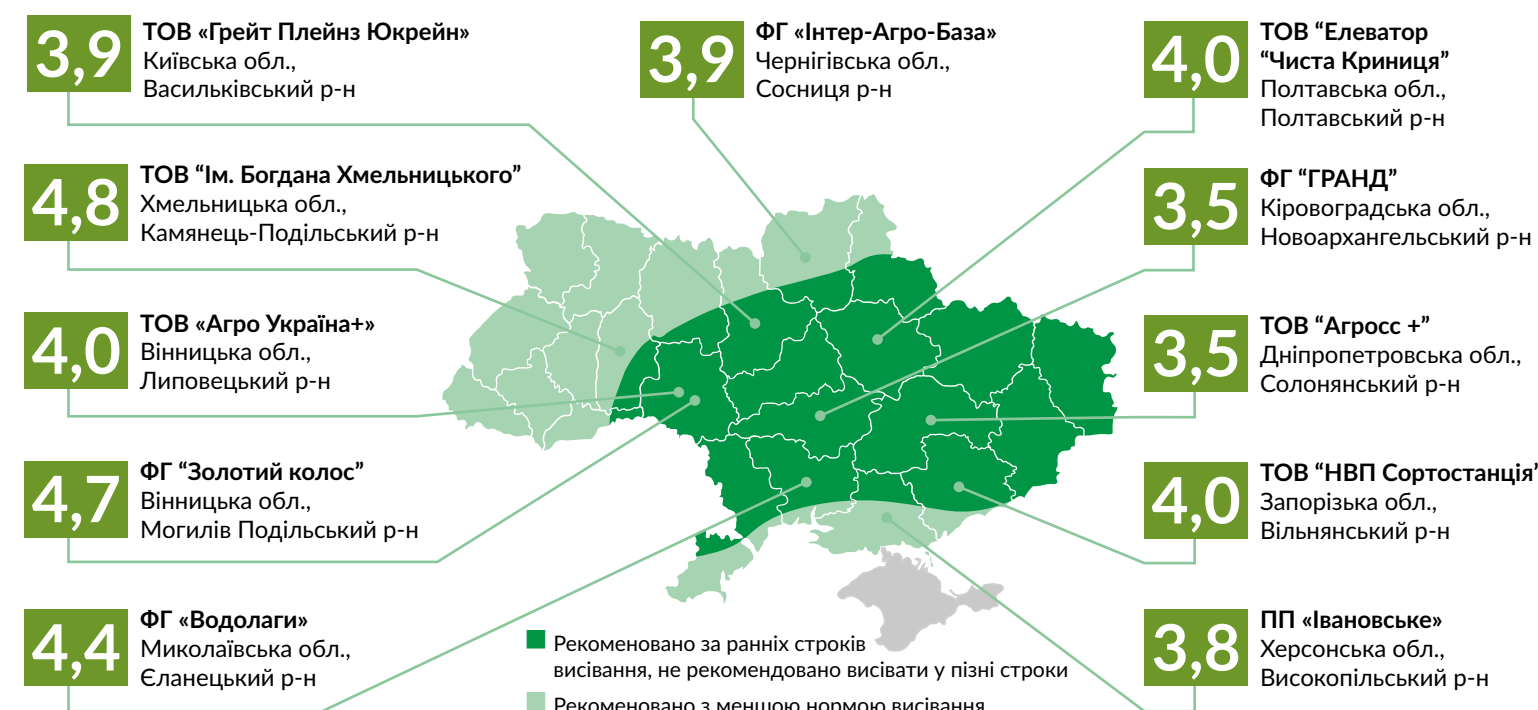 3,9
ТОВ «Грейт Плейнз Юкрейн»
Київська обл.,
Васильківський р-н
3,9
ФГ «Інтер-Агро-База»
Чернігівська обл.,
Сосниця р-н
4,0
ТОВ “Елеватор
“Чиста Криниця”
Полтавська обл.,
Полтавський р-н
4,8
ТОВ “Ім. Богдана Хмельницького”
Хмельницька обл.,
Камянець-Подільський р-н
3,5
ФГ “ГРАНД”
Кіровоградська обл.,
Новоархангельський р-н
4,0
ТОВ «Агро Україна+»
Вінницька обл.,
Липовецький р-н
3,5
ТОВ “Агросс +”
Дніпропетровська обл.,
Солонянський р-н
4,7
ФГ “Золотий колос”
Вінницька обл.,
Могилів Подільський р-н
4,0
ТОВ “НВП Сортостанція”
Запорізька обл.,
Вільнянський р-н
4,4
ФГ «Водолаги»
Миколаївська обл.,
Єланецький р-н
Рекоменовано за ранніх строків
висівання, не рекомендовано висівати у пізні строки
Рекоменовано з меншою нормою висівання
3,8
ПП «Івановське»
Херсонська обл.,
Високопільський р-н